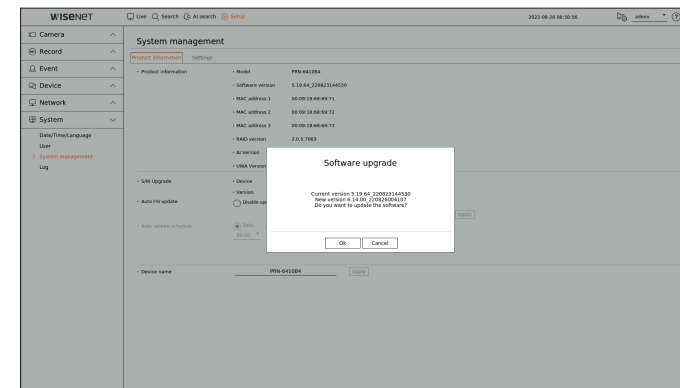 WISENET
Live Search AI search Setup
2022-08-26 08:38:56
admin
?
Camera
Record
Event
Device
Network
System
Date/Time/Language
User
System management
Log
System management
Product information Settings
Product information
Model PRN-6410B4
Software version 5.19.64_220823144530
MAC address 1 00:09:18:68:69:71
MAC address 2 00:09:18:68:69:72
MAC address 3 00:09:18:68:69:73
RAID version 2.0.5.7003
AI Version
UWA Version
S/W Upgrade
Device
Version
Auto FW update
Disable
Apply
Auto update schedule
Daily
00:00
Device name PRN-6410B4 Apply
Software upgrade
Current version 5.19.64_220823144530
New version 6.14.00_220826004107
Do you want to update the software?
Ok Cancel